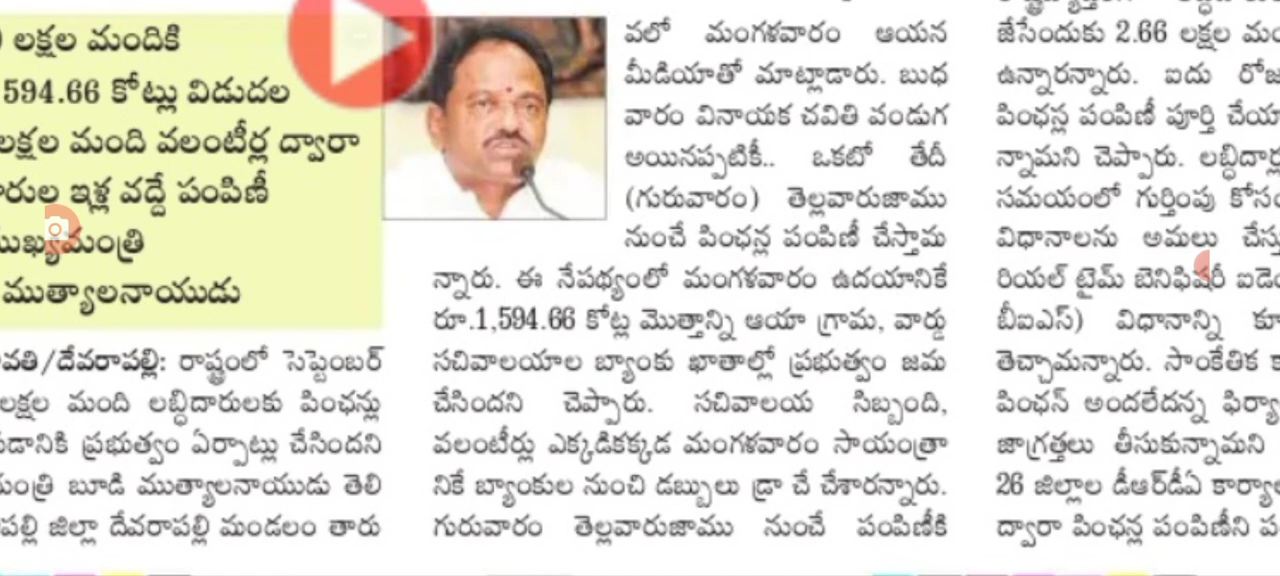 లక్షల మందికి
594.66 కోట్లు విడుదల
లక్షల మంది వలంటీర్ల ద్వారా
ఇళ్ల వద్దే పంపిణీ
ముత్యాలనాయుడు
/దేవరాపల్లి: రాష్ట్రంలో సెప్టెంబర్
లక్షల మంది లబ్ధిదారులకు పింఛన్లు
ప్రభుత్వం ఏర్పాట్లు చేసిందని
బూడి ముత్యాలనాయుడు తెలి
జిల్లా దేవరాపల్లి మండలం తారు
వలో మంగళవారం ఆయన
మీడియాతో మాట్లాడారు. బుధ
వారం వినాయక చవితి పండుగ
అయినప్పటికీ.. ఒకటో తేదీ
(గురువారం) తెల్లవారుజాము
నుంచే పింఛన్ల పంపిణీ చేస్తామ
న్నారు. ఈ నేపథ్యంలో మంగళవారం ఉదయానికే
రూ.1,594.66 కోట్ల మొత్తాన్ని ఆయా గ్రామ, వార్డు
సచివాలయాల బ్యాంకు ఖాతాల్లో ప్రభుత్వం జమ
చేసిందని చెప్పారు. సచివాలయ సిబ్బంది,
వలంటీర్లు ఎక్కడికక్కడ మంగళవారం సాయంత్రా
నికే బ్యాంకుల నుంచి డబ్బులు డ్రా చే చేశారన్నారు.
గురువారం తెల్లవారుజాము నుంచే పంపిణీకి
జేసేందుకు 2.66 లక్షల
ఉన్నారన్నారు. ఐదు
పింఛన్ల పంపిణీ పూర్తి
న్నామని చెప్పారు.
సమయంలో గుర్తింపు
విధానాలను అమలు
రియల్ టైమ్ బెనిఫిషరీ
బీఐఎస్) విధానాన్ని
తెచ్చామన్నారు. సాంకేతిక
పింఛన్ అందలేదన్న
జాగ్రత్తలు తీసుకున్నామని
26 జిల్లాల డీఆర్‌డీఏ
ద్వారా పింఛన్ల పంపిణీని